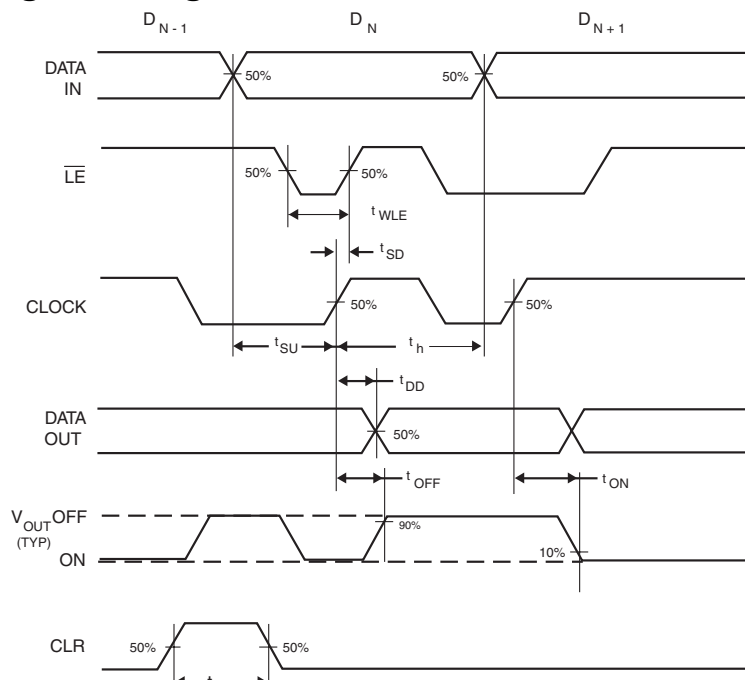 D N - 1
D N
D N + 1
DATA
IN
50%
50%
LE
50%
50%
t WLE
t SD
CLOCK
50%
50%
t SU
t h
t DD
DATA
OUT
50%
t OFF
t ON
V OUT OFF
(TYP)
90%
ON
10%
CLR
50%
50%